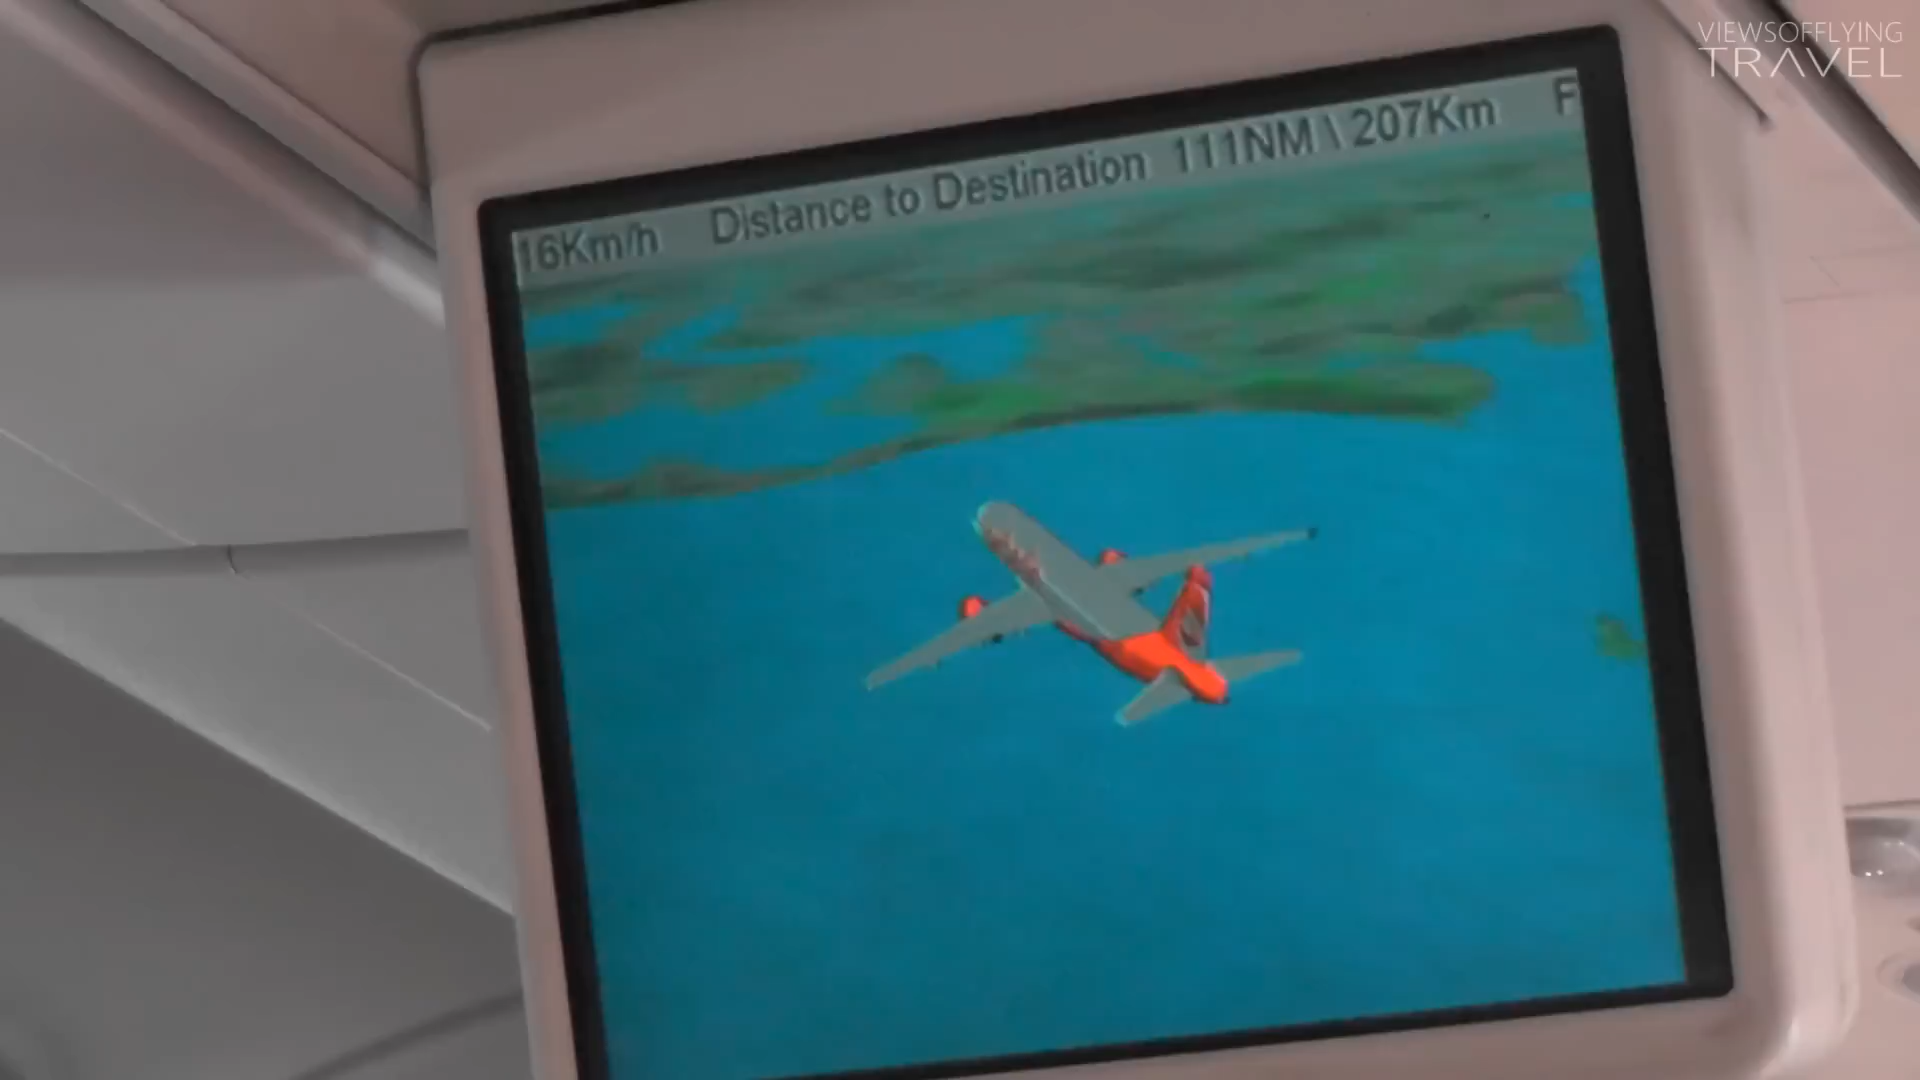 VIEWSOFFLYING
TRAVEL
16Km/h Distance to Destination 111NM \ 207Km F